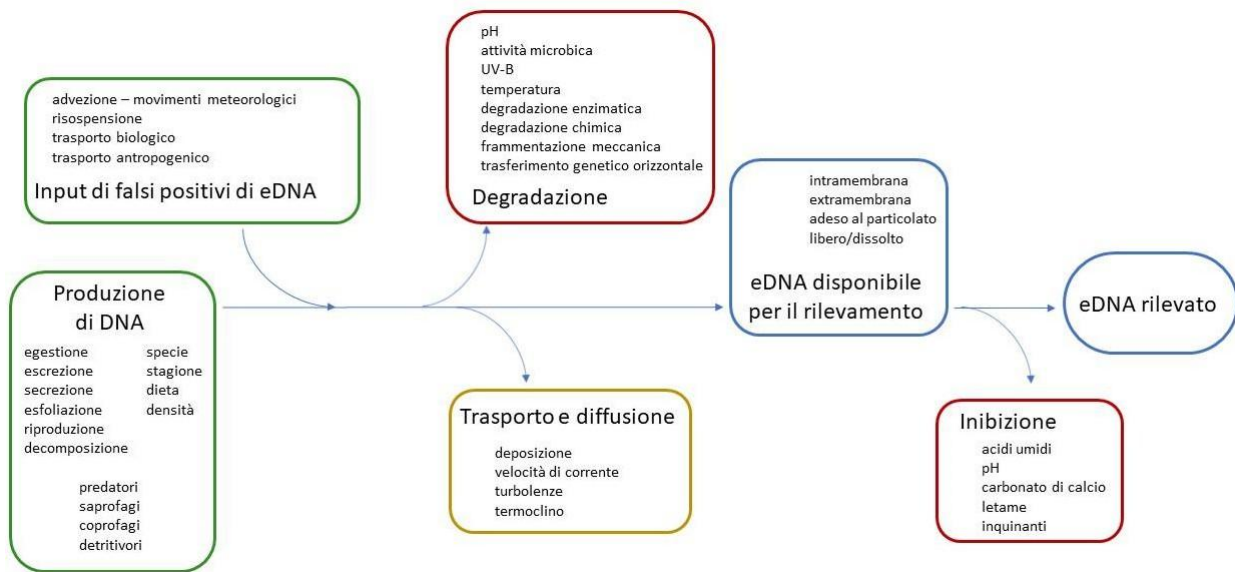 advezione – movimenti meteorologici
risospensione
trasporto biologico
trasporto antropogenico
Input di falsi positivi di eDNA
Produzione
di DNA
egestione
escrezione
secrezione
esfoliazione
riproduzione
decomposizione
specie
stagione
dieta
densità
predatori
saprofagi
coprofagi
detritivori
pH
attività microbica
UV-B
temperatura
degradazione enzimatica
degradazione chimica
frammentazione meccanica
trasferimento genetico orizzontale
Degradazione
Trasporto e diffusione
deposizione
velocità di corrente
turbolenze
termoclino
intramembrana
extramembrana
adeso al particolato
libero/dissolto
eDNA disponibile
per il rilevamento
eDNA rilevato
Inibizione
acidi umidi
pH
carbonato di calcio
letame
inquinanti